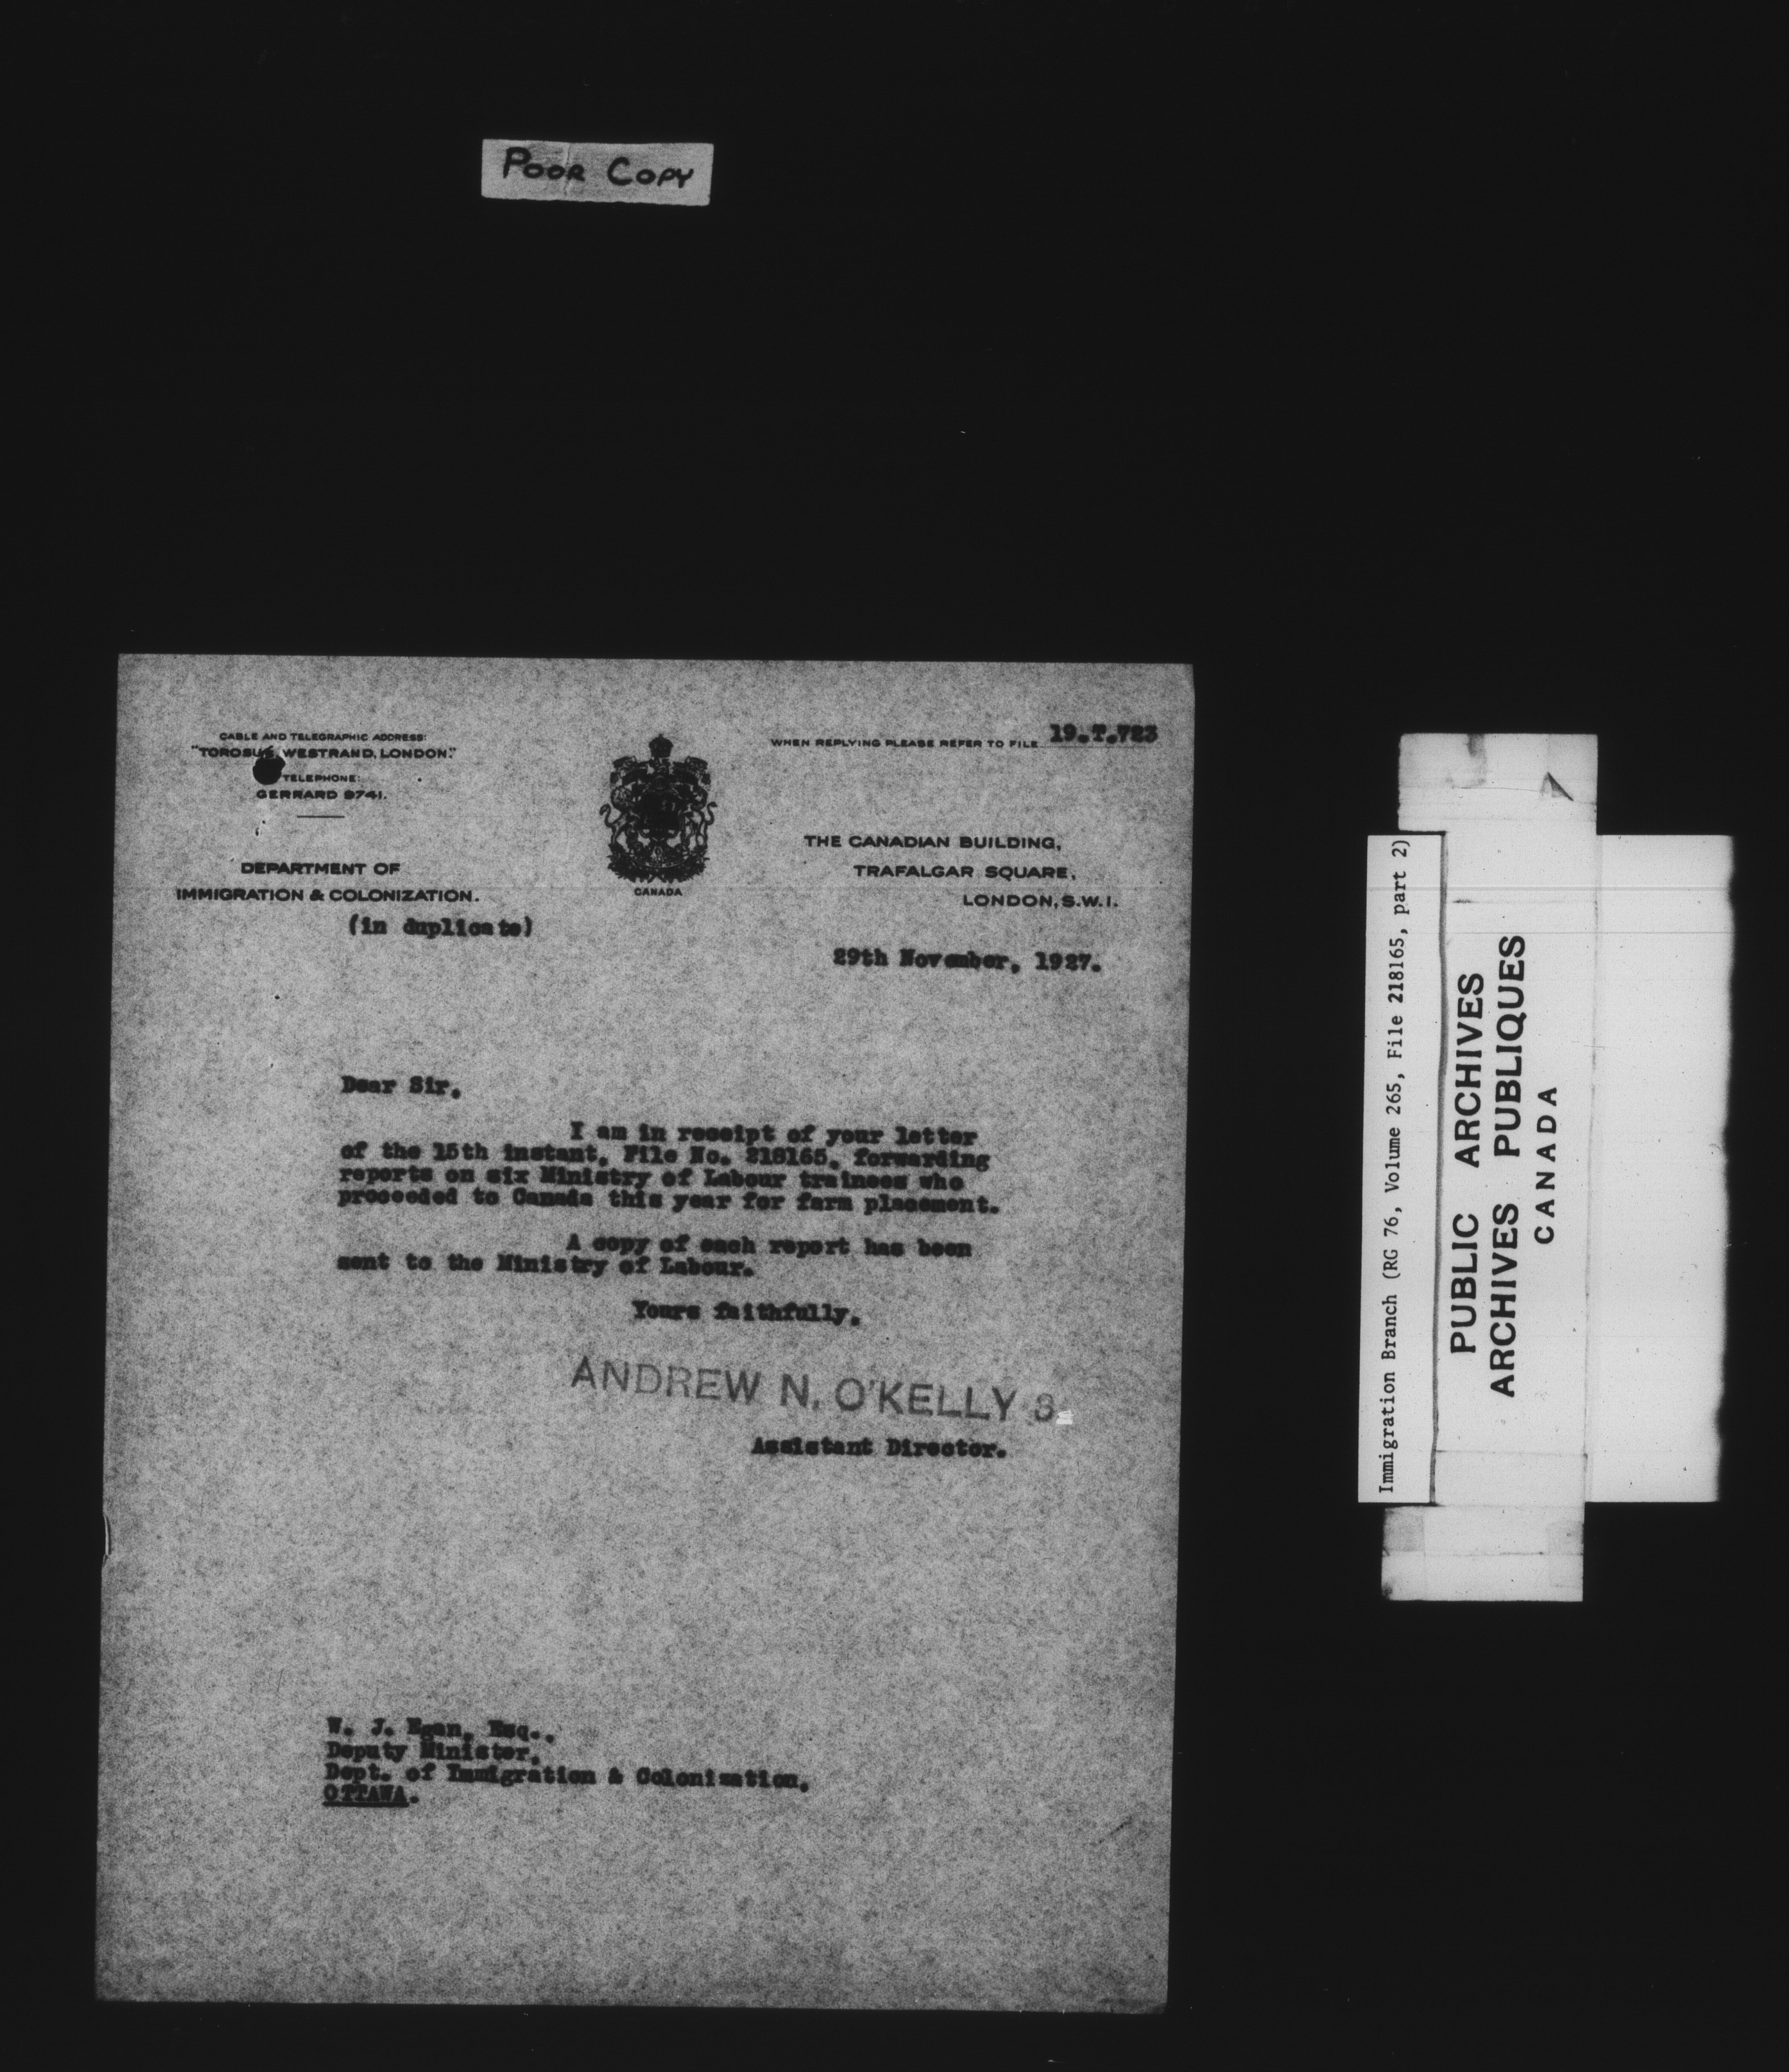 POOR COPY
CABLE AND TELEGRAPHIC ADDRESS:
"TOROSUS, WESTRAND, LONDON."
TELEPHONE:
GERRARD 9741.
DEPARTMENT OF
IMMIGRATION & COLONIZATION.
(in duplicate)
CANADA
WHEN REPLYING PLEASE REFER TO FILE 19.T.723
THE CANADIAN BUILDING,
TRAFALGAR SQUARE,
LONDON, S.W.1.
29th November, 1927.
Dear Sir,
I am in receipt of your letter
of the 15th instant, File No. 218165, forwarding
reports on six Ministry of Labour trainees who
proceeded to Canada this year for farm placement.
A copy of each report has been
sent to the Ministry of Labour.
Yours faithfully,
ANDREW N. O'KELLY
Assistant Director.
W. J. Egan, Esq.,
Deputy Minister,
Dept. of Immigration & Colonization,
OTTAWA.
Immigration Branch (RG 76, Volume 265, File 218165, part 2)
PUBLIC ARCHIVES
ARCHIVES PUBLIQUES
CANADA